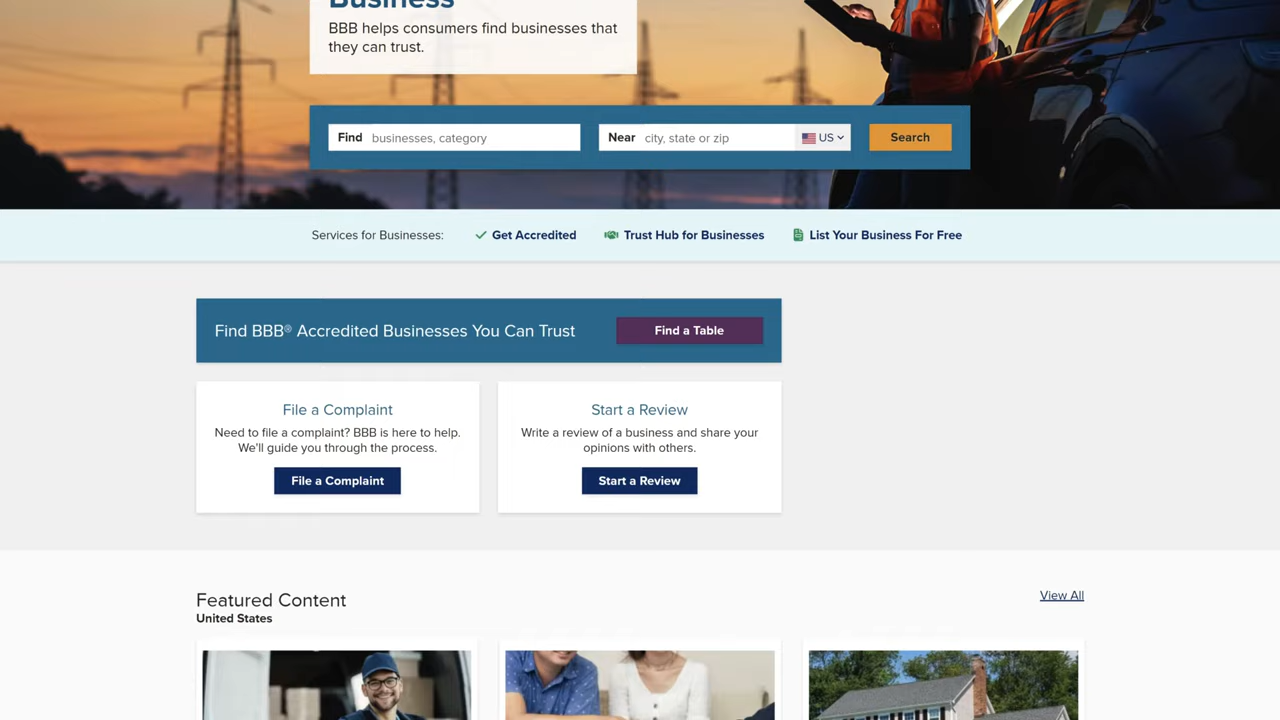 Business
BBB helps consumers find businesses that
they can trust.
Find businesses, category
Near city, state or zip
US
Search
Services for Businesses:
Get Accredited
Trust Hub for Businesses
List Your Business For Free
Find BBB® Accredited Businesses You Can Trust
Find a Table
File a Complaint
Need to file a complaint? BBB is here to help.
We'll guide you through the process.
File a Complaint
Start a Review
Write a review of a business and share your
opinions with others.
Start a Review
Featured Content
United States
View All